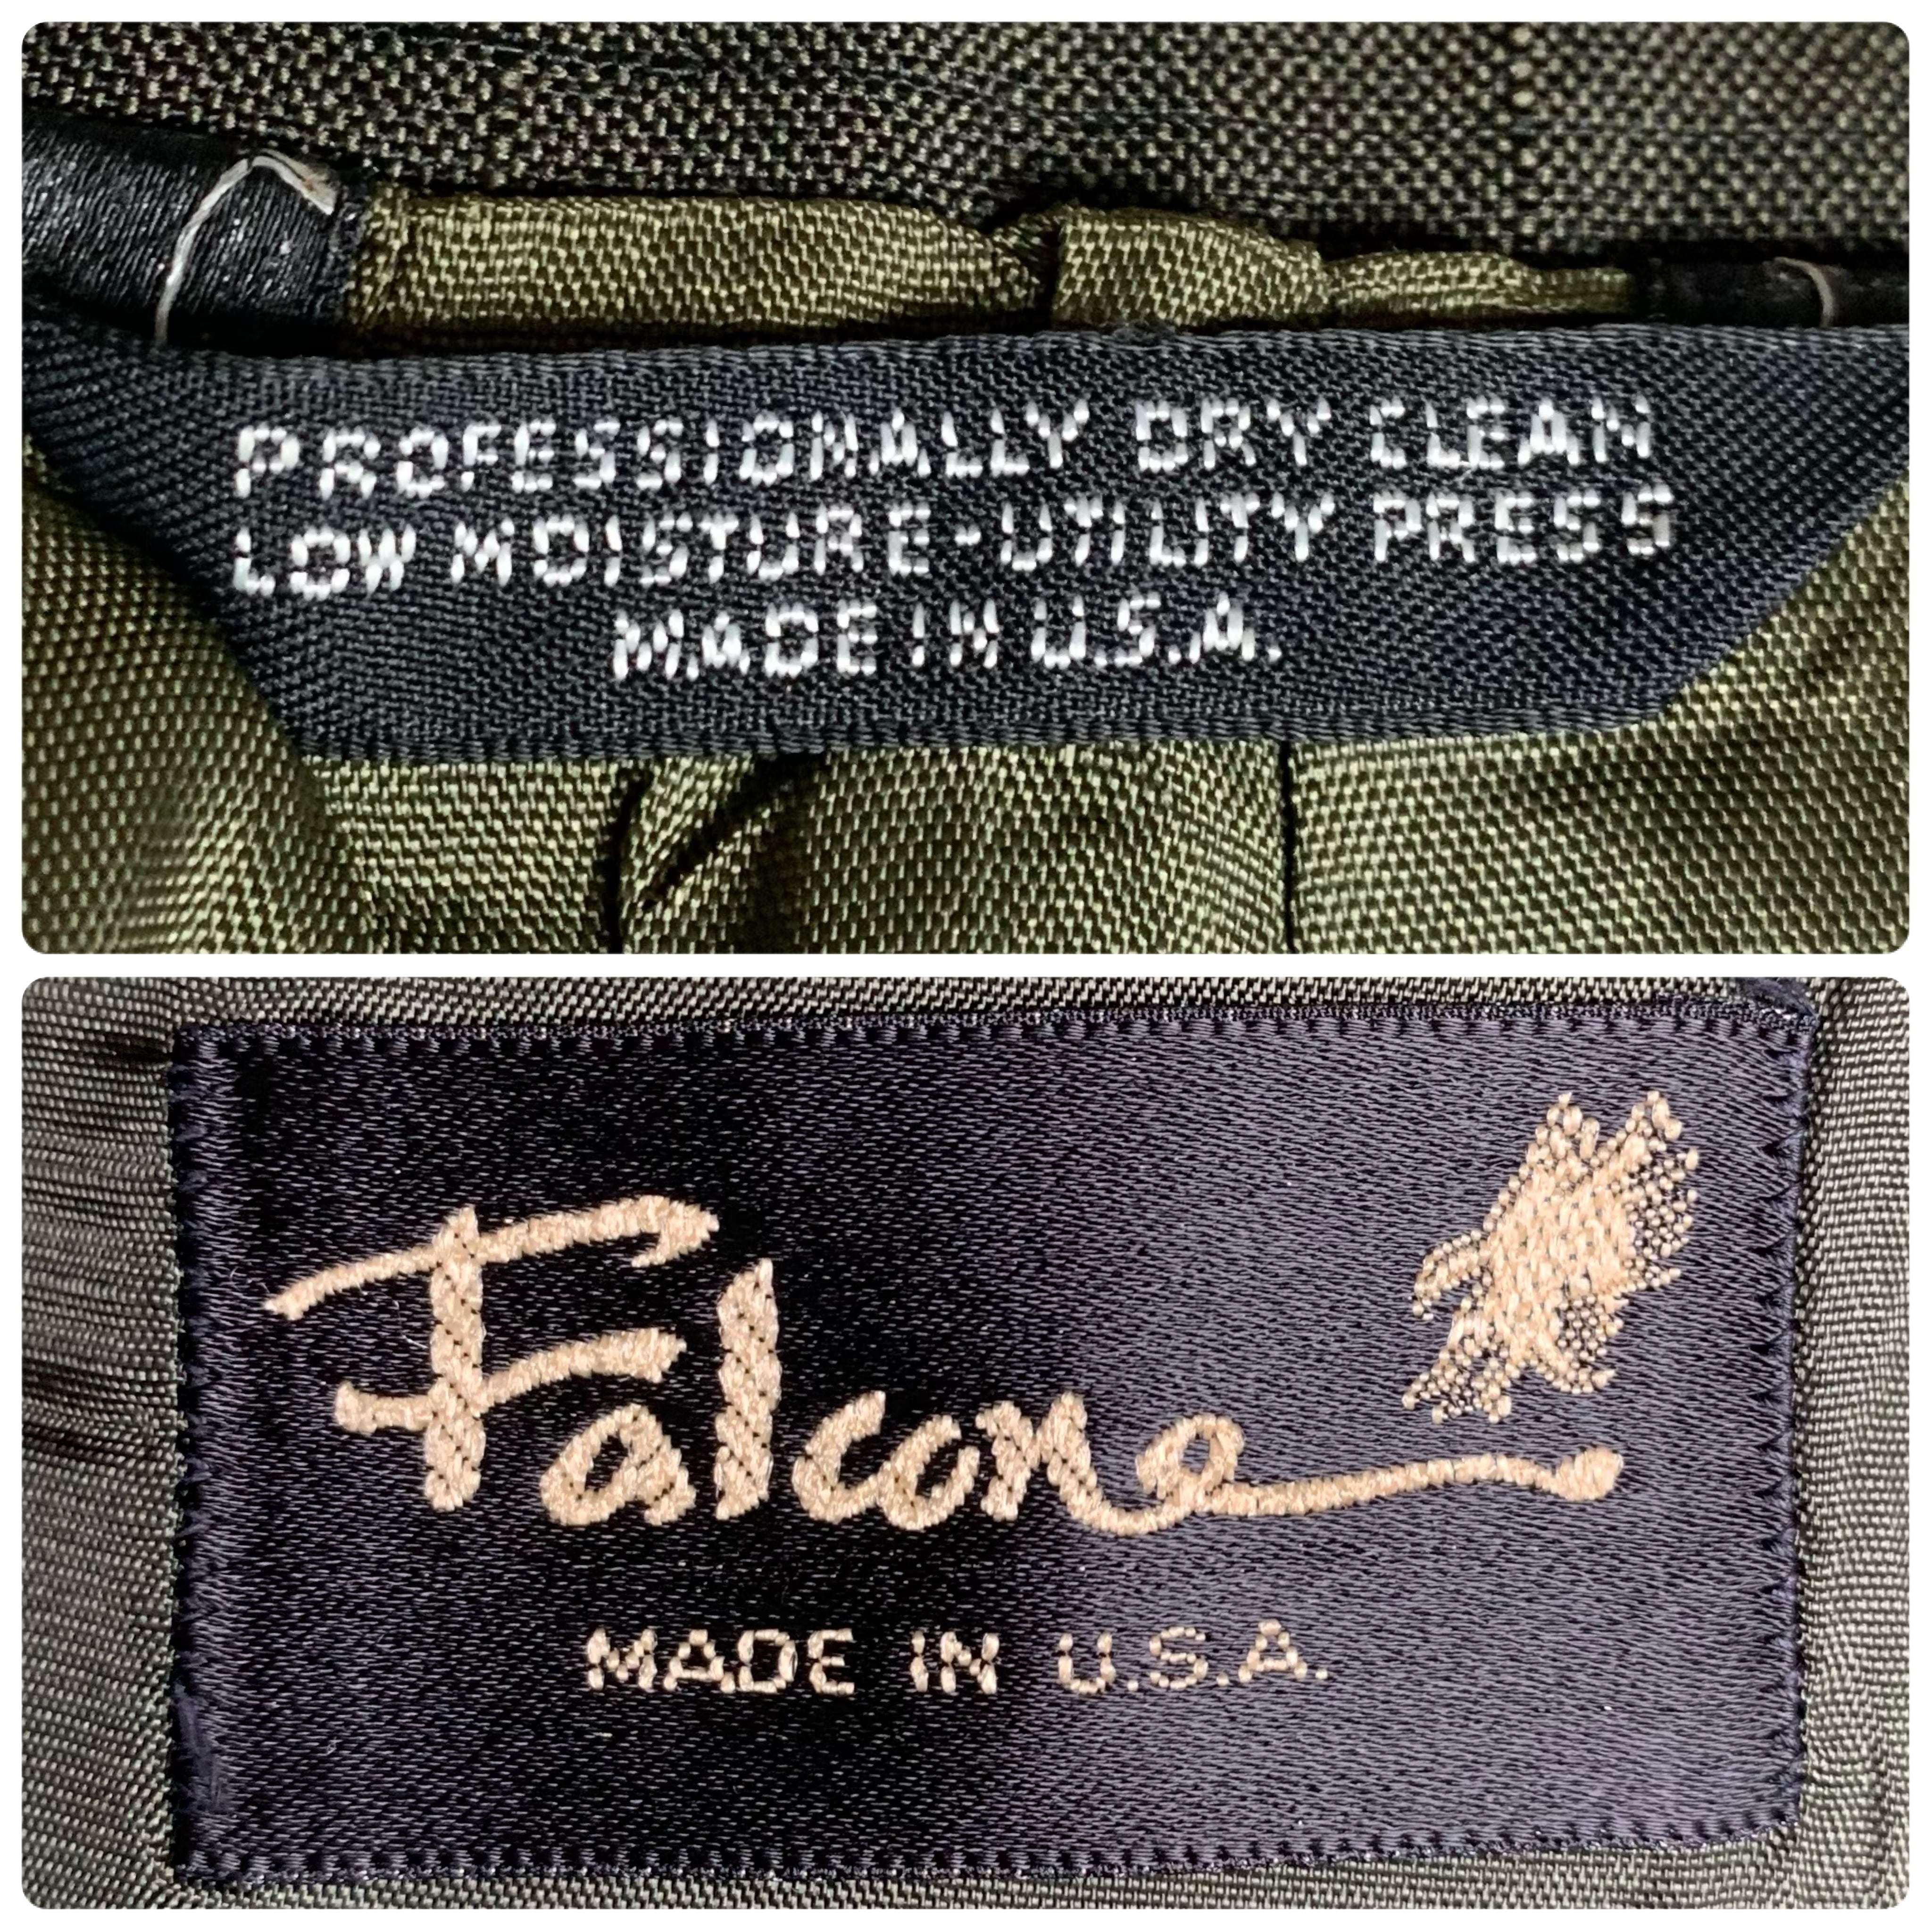 PROFESSIONALLY DRY CLEAN
LOW MOISTURE-UTILITY PRESS
MADE IN U.S.A.
Falcone
MADE IN U.S.A.